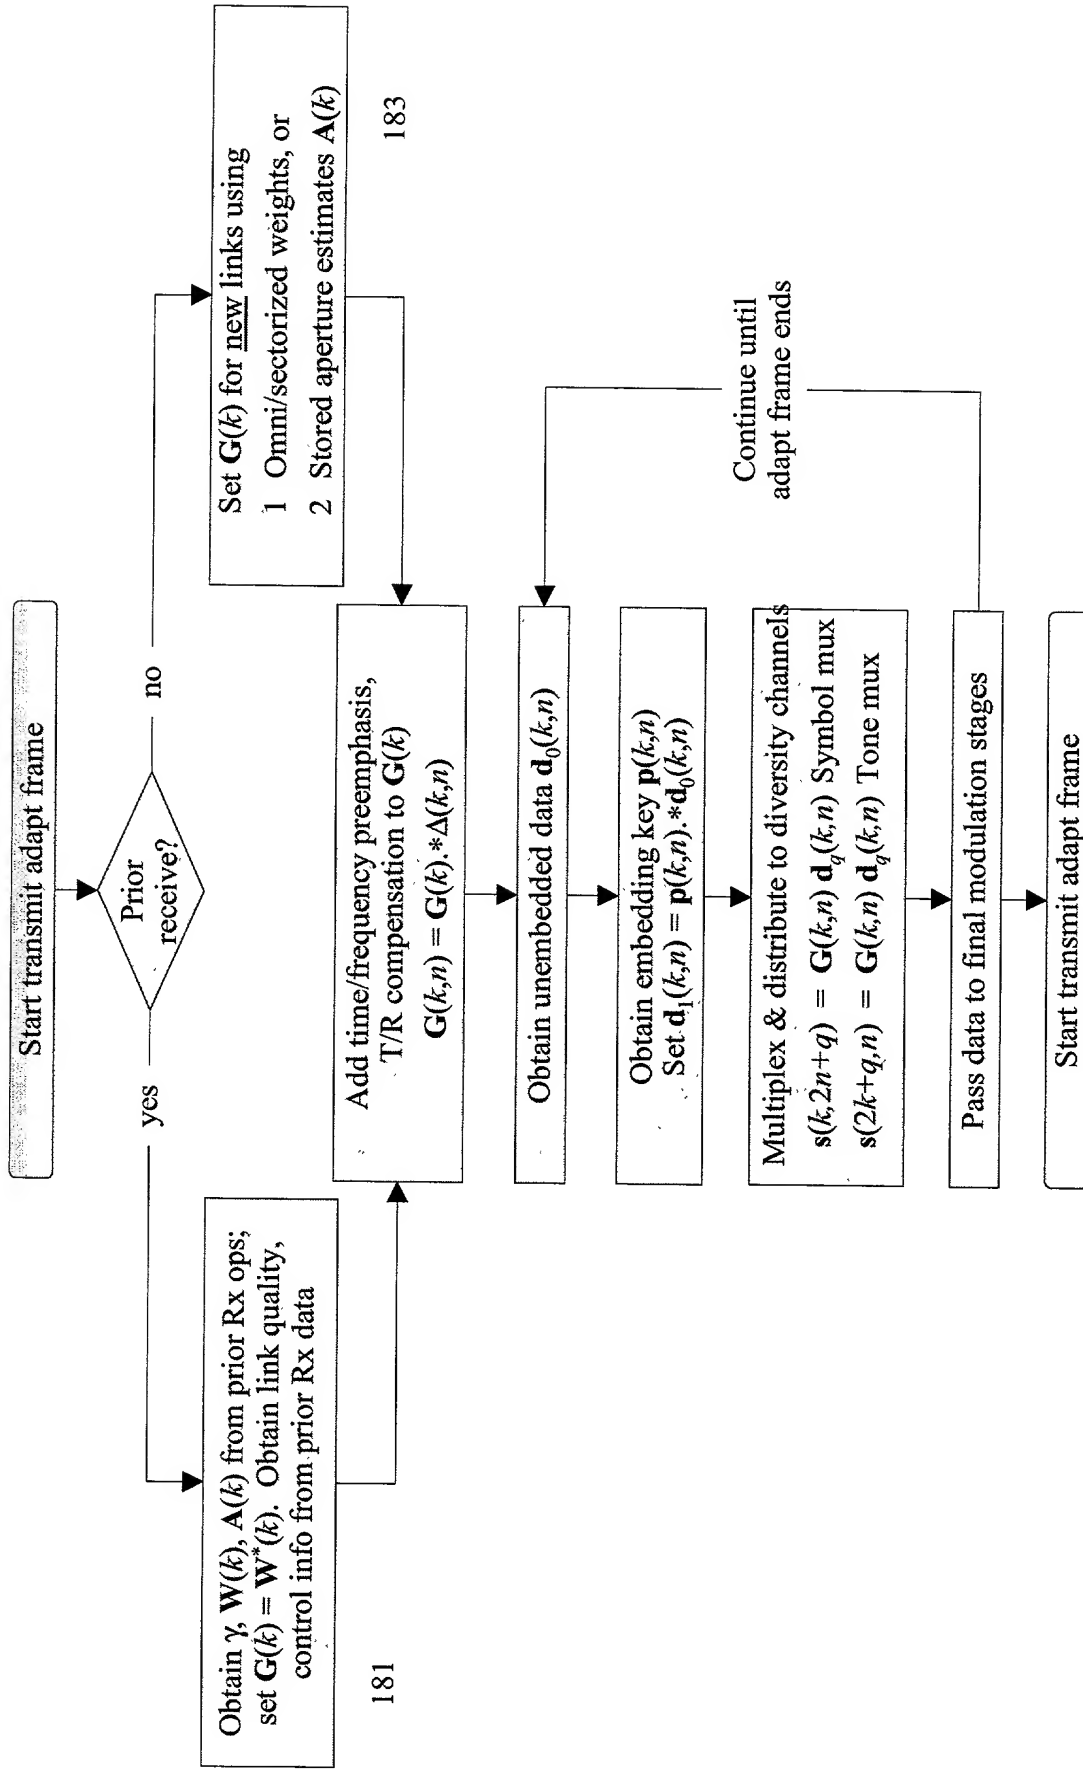 Start transmit adapt frame
Prior
receive?
yes
no
Obtain γ, W(k), A(k) from prior Rx ops;
set G(k) = W*(k). Obtain link quality,
control info from prior Rx data
181
Set G(k) for new links using
1 Omni/sectorized weights, or
2 Stored aperture estimates A(k)
183
Add time/frequency preemphasis,
T/R compensation to G(k)
G(k,n) = G(k).*Δ(k,n)
Obtain unembedded data d₀(k,n)
Obtain embedding key p(k,n)
Set d₁(k,n) = p(k,n).*d₀(k,n)
Multiplex & distribute to diversity channels
s(k,2n+q) = G(k,n) d_q(k,n) Symbol mux
s(2k+q,n) = G(k,n) d_q(k,n) Tone mux
Continue until
adapt frame ends
Pass data to final modulation stages
Start transmit adapt frame